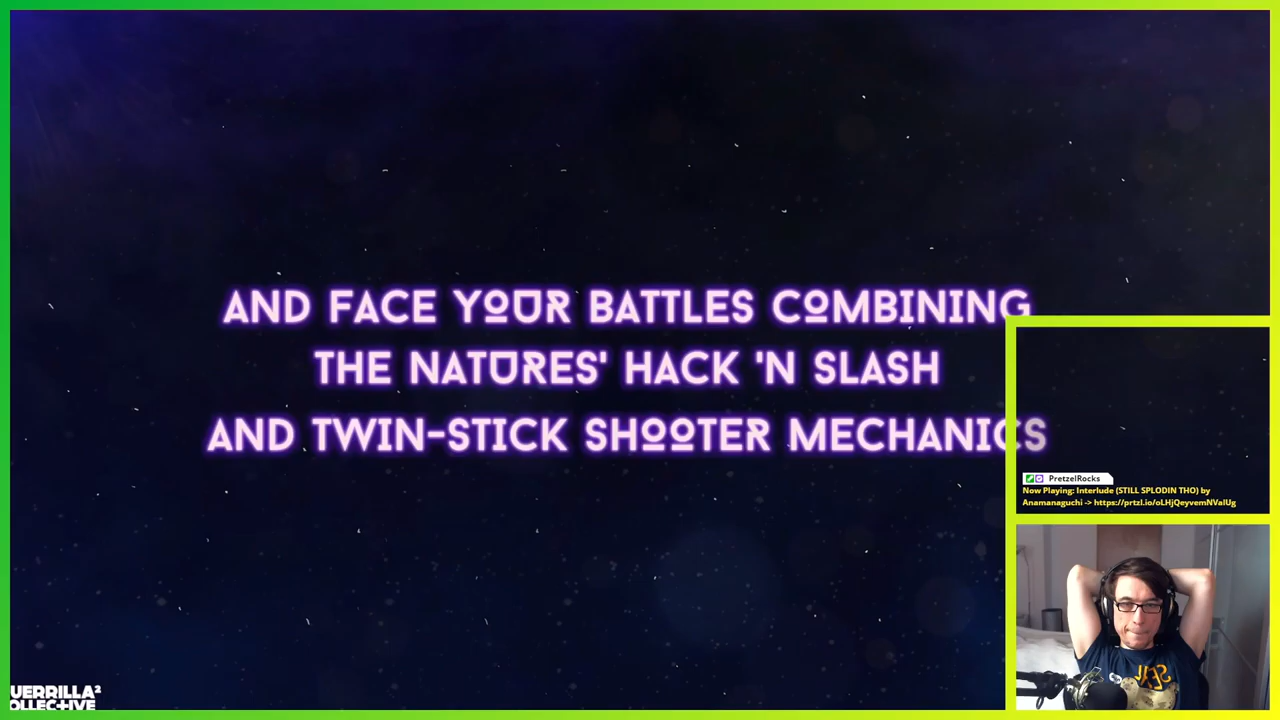 AND FACE YOUR BATTLES COMBINING
THE NATURES' HACK 'N SLASH
AND TWIN-STICK SHOOTER MECHANICS
PretzelRocks
Now Playing: Interlude (STILL SPLODIN THO) by
Anamanaguchi -> https://prtzl.io/oLHjQeyvemNValUg
UERRILLA²
OLLECTIVE